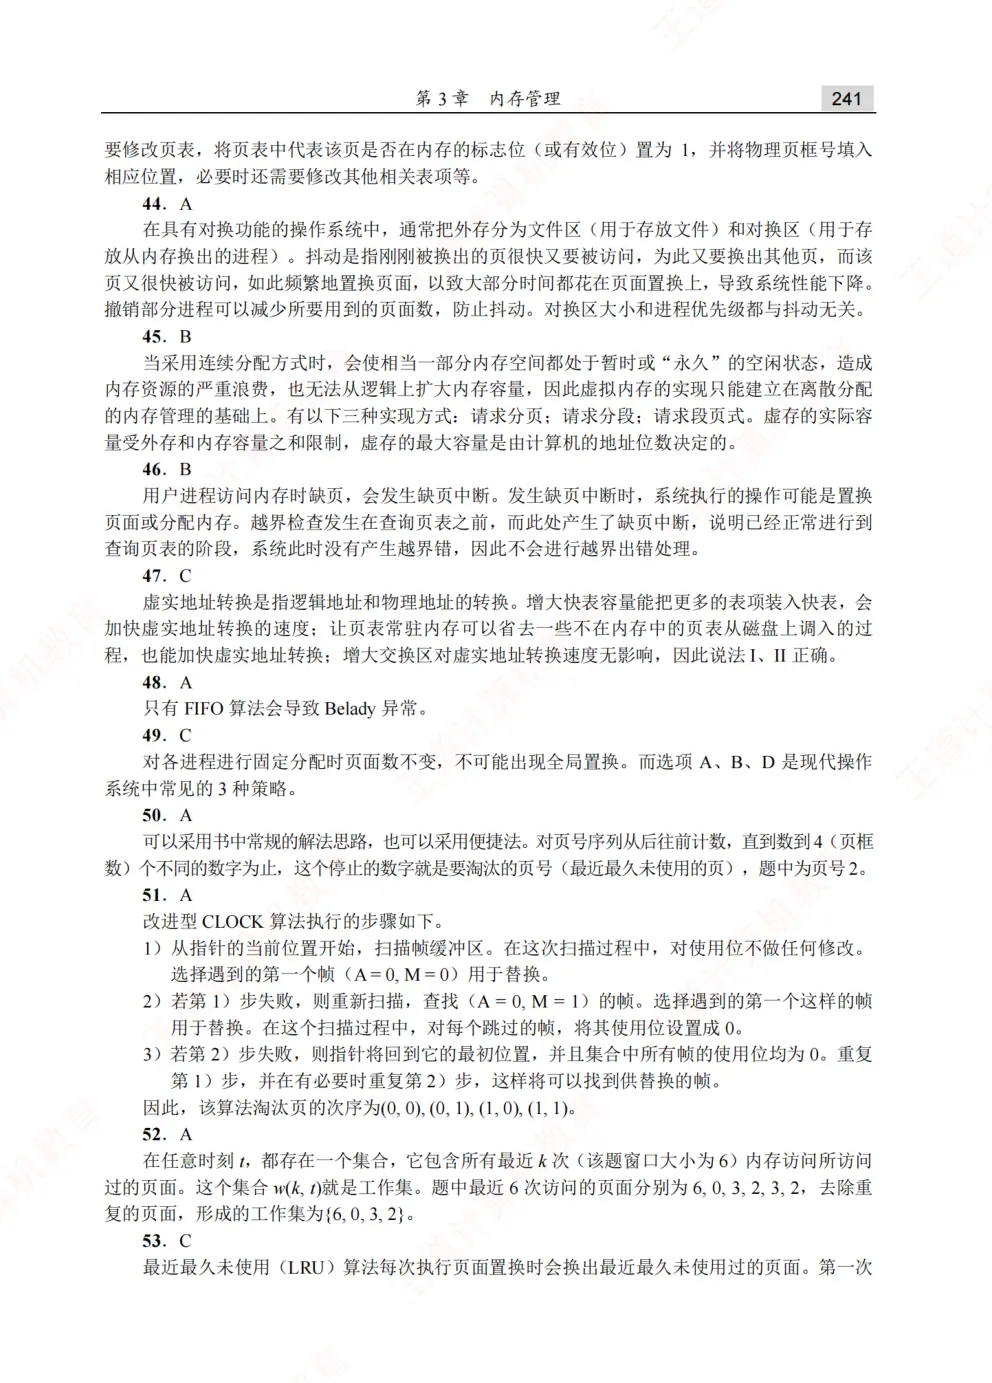 第 3 章 内存管理 241
要修改页表，将页表中代表该页是否在内存的标志位（或有效位）置为 1，并将物理页框号填入
相应位置，必要时还需要修改其他相关表项等。
44．A
在具有对换功能的操作系统中，通常把外存分为文件区（用于存放文件）和对换区（用于存
放从内存换出的进程）。抖动是指刚刚被换出的页很快又要被访问，为此又要换出其他页，而该
页又很快被访问，如此频繁地置换页面，以致大部分时间都花在页面置换上，导致系统性能下降。
撤销部分进程可以减少所要用到的页面数，防止抖动。对换区大小和进程优先级都与抖动无关。
45．B
当采用连续分配方式时，会使相当一部分内存空间都处于暂时或“永久”的空闲状态，造成
内存资源的严重浪费，也无法从逻辑上扩大内存容量，因此虚拟内存的实现只能建立在离散分配
的内存管理的基础上。有以下三种实现方式：请求分页；请求分段；请求段页式。虚存的实际容
量受外存和内存容量之和限制，虚存的最大容量是由计算机的地址位数决定的。
46．B
用户进程访问内存时缺页，会发生缺页中断。发生缺页中断时，系统执行的操作可能是置换
页面或分配内存。越界检查发生在查询页表之前，而此处产生了缺页中断，说明已经正常进行到
查询页表的阶段，系统此时没有产生越界错，因此不会进行越界出错处理。
47．C
虚实地址转换是指逻辑地址和物理地址的转换。增大快表容量能把更多的表项装入快表，会
加快虚实地址转换的速度；让页表常驻内存可以省去一些不在内存中的页表从磁盘上调入的过
程，也能加快虚实地址转换；增大交换区对虚实地址转换速度无影响，因此说法 I、II 正确。
48．A
只有 FIFO 算法会导致 Belady 异常。
49．C
对各进程进行固定分配时页面数不变，不可能出现全局置换。而选项 A、B、D 是现代操作
系统中常见的 3 种策略。
50．A
可以采用书中常规的解法思路，也可以采用便捷法。对页号序列从后往前计数，直到数到 4（页框
数）个不同的数字为止，这个停止的数字就是要淘汰的页号（最近最久未使用的页），题中为页号 2。
51．A
改进型 CLOCK 算法执行的步骤如下。
1）从指针的当前位置开始，扫描帧缓冲区。在这次扫描过程中，对使用位不做任何修改。
选择遇到的第一个帧（A = 0, M = 0）用于替换。
2）若第 1）步失败，则重新扫描，查找（A = 0, M = 1）的帧。选择遇到的第一个这样的帧
用于替换。在这个扫描过程中，对每个跳过的帧，将其使用位设置成 0。
3）若第 2）步失败，则指针将回到它的最初位置，并且集合中所有帧的使用位均为 0。重复
第 1）步，并在有必要时重复第 2）步，这样将可以找到供替换的帧。
因此，该算法淘汰页的次序为(0, 0), (0, 1), (1, 0), (1, 1)。
52．A
在任意时刻 t，都存在一个集合，它包含所有最近 k 次（该题窗口大小为 6）内存访问所访问
过的页面。这个集合 w(k, t)就是工作集。题中最近 6 次访问的页面分别为 6, 0, 3, 2, 3, 2，去除重
复的页面，形成的工作集为{6, 0, 3, 2}。
53．C
最近最久未使用（LRU）算法每次执行页面置换时会换出最近最久未使用过的页面。第一次